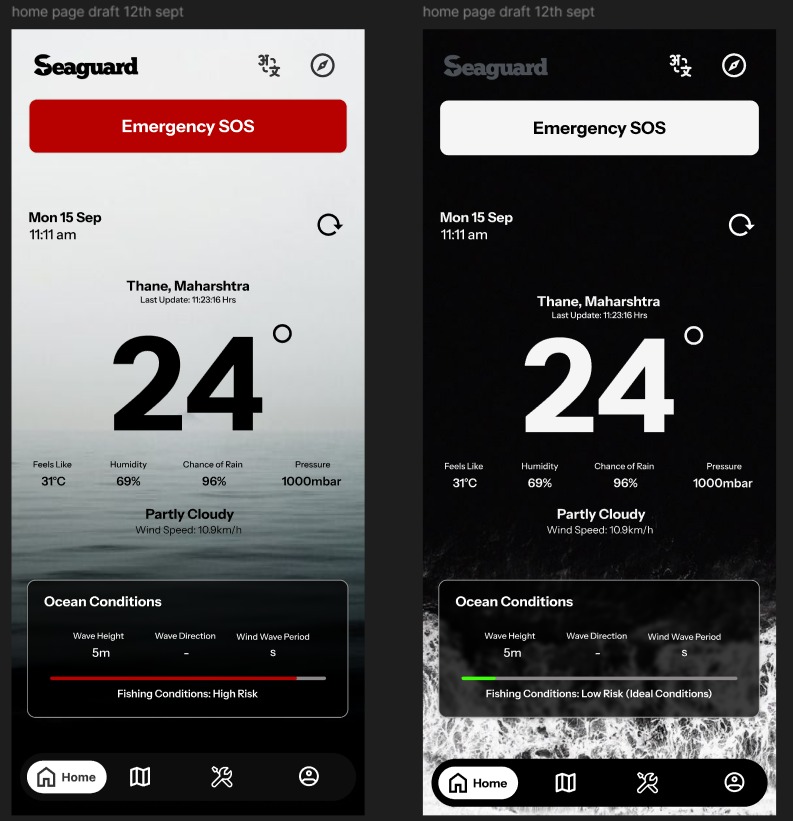 home page draft 12th sept
Seaguard
अ 文
Emergency SOS
Mon 15 Sep
11:11 am
Thane, Maharshtra
Last Update: 11:23:16 Hrs
24°
Feels Like Humidity Chance of Rain Pressure
31°C 69% 96% 1000mbar
Partly Cloudy
Wind Speed: 10.9km/h
Ocean Conditions
Wave Height Wave Direction Wind Wave Period
5m - s
Fishing Conditions: High Risk
Home
home page draft 12th sept
Seaguard
अ 文
Emergency SOS
Mon 15 Sep
11:11 am
Thane, Maharshtra
Last Update: 11:23:16 Hrs
24°
Feels Like Humidity Chance of Rain Pressure
31°C 69% 96% 1000mbar
Partly Cloudy
Wind Speed: 10.9km/h
Ocean Conditions
Wave Height Wave Direction Wind Wave Period
5m - s
Fishing Conditions: Low Risk (Ideal Conditions)
Home